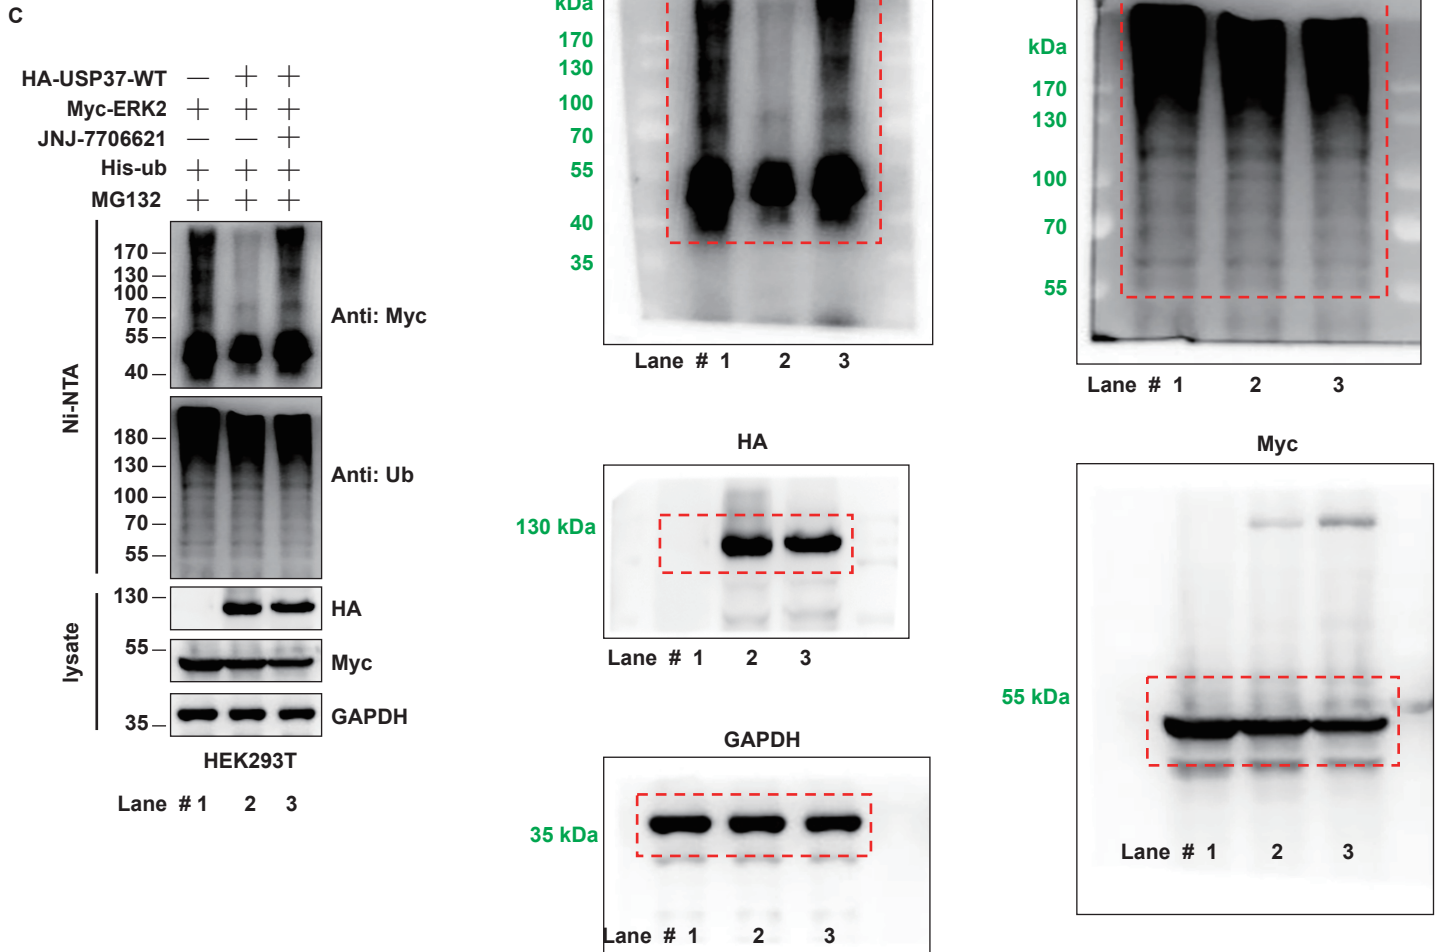 C
HA-USP37-WT — + +
Myc-ERK2 + + +
JNJ-7706621 — — +
His-ub + + +
MG132 + + +
Ni-NTA
170
130
100
70
55
40
Anti: Myc
180
130
100
70
55
Anti: Ub
lysate
130
HA
55
Myc
35
GAPDH
HEK293T
Lane # 1 2 3
kDa
170
130
100
70
55
40
35
Lane # 1 2 3
kDa
170
130
100
70
55
Lane # 1 2 3
HA
130 kDa
Lane # 1 2 3
Myc
55 kDa
Lane # 1 2 3
GAPDH
35 kDa
Lane # 1 2 3